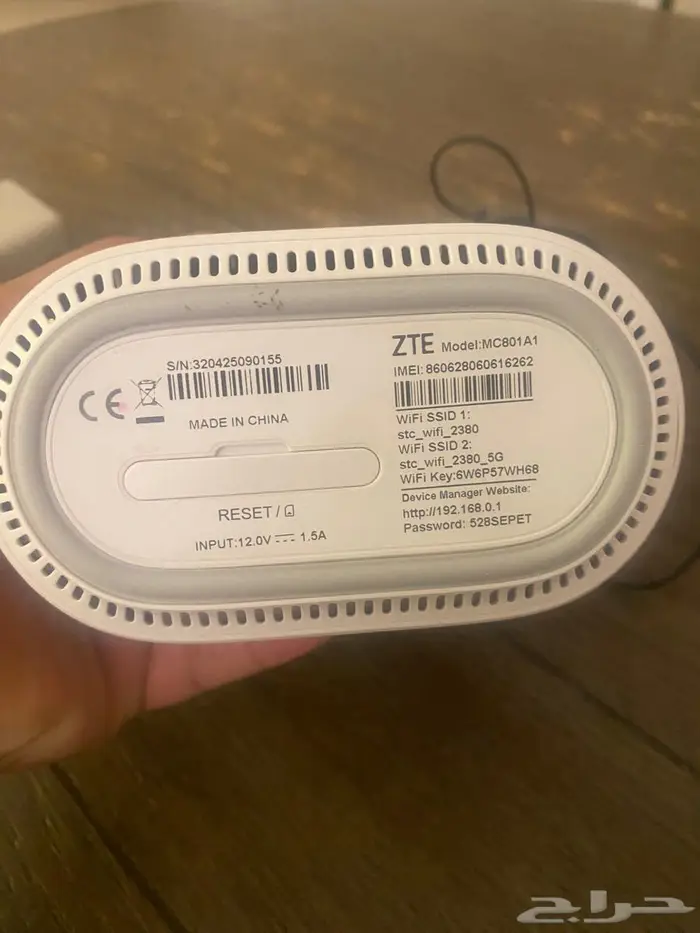 S/N:320425090155
MADE IN CHINA
RESET /
INPUT:12.0V 1.5A
ZTE Model:MC801A1
IMEI: 860628060616262
WiFi SSID 1:
stc_wifi_2380
WiFi SSID 2:
stc_wifi_2380_5G
WiFi Key:6W6P57WH68
Device Manager Website:
http://192.168.0.1
Password: 528SEPET
حراج